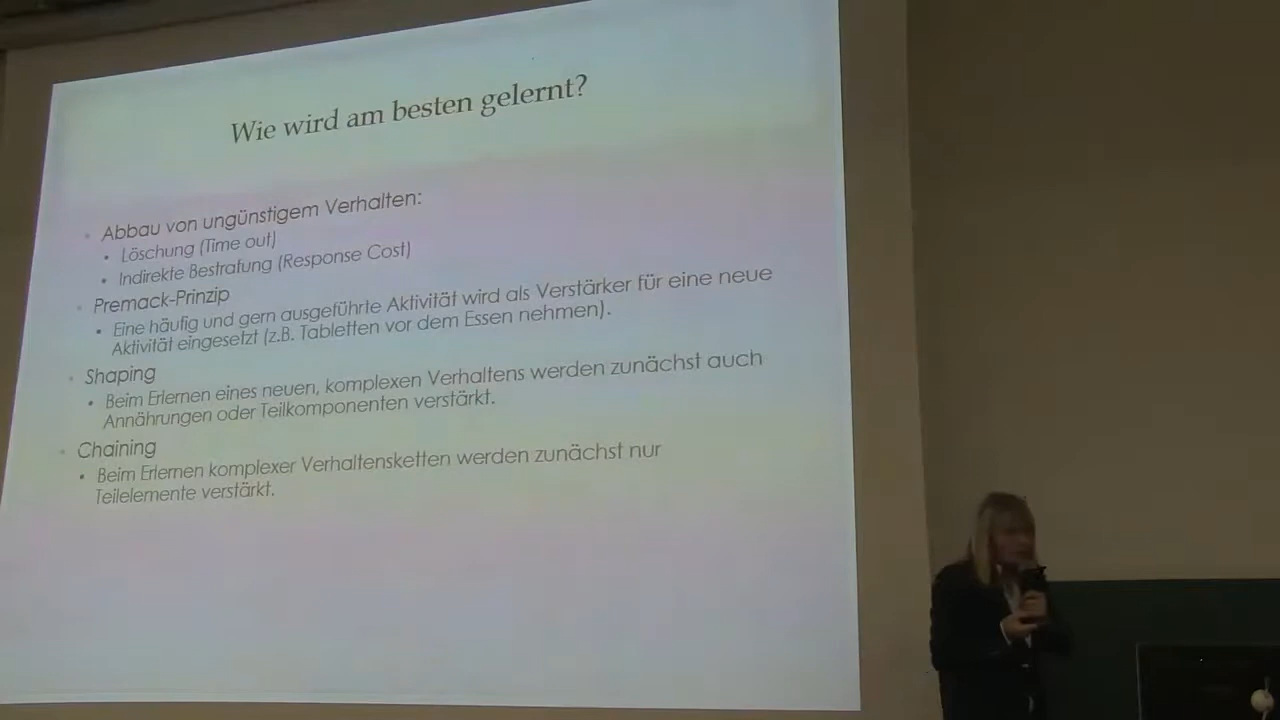 Wie wird am besten gelernt?
• Abbau von ungünstigem Verhalten:
• Löschung (Time out)
• Indirekte Bestrafung (Response Cost)
• Premack-Prinzip
• Eine häufig und gern ausgeführte Aktivität wird als Verstärker für eine neue
Aktivität eingesetzt (z.B. Tabletten vor dem Essen nehmen).
• Shaping
• Beim Erlernen eines neuen, komplexen Verhaltens werden zunächst auch
Annährungen oder Teilkomponenten verstärkt.
• Chaining
• Beim Erlernen komplexer Verhaltensketten werden zunächst nur
Teilelemente verstärkt.